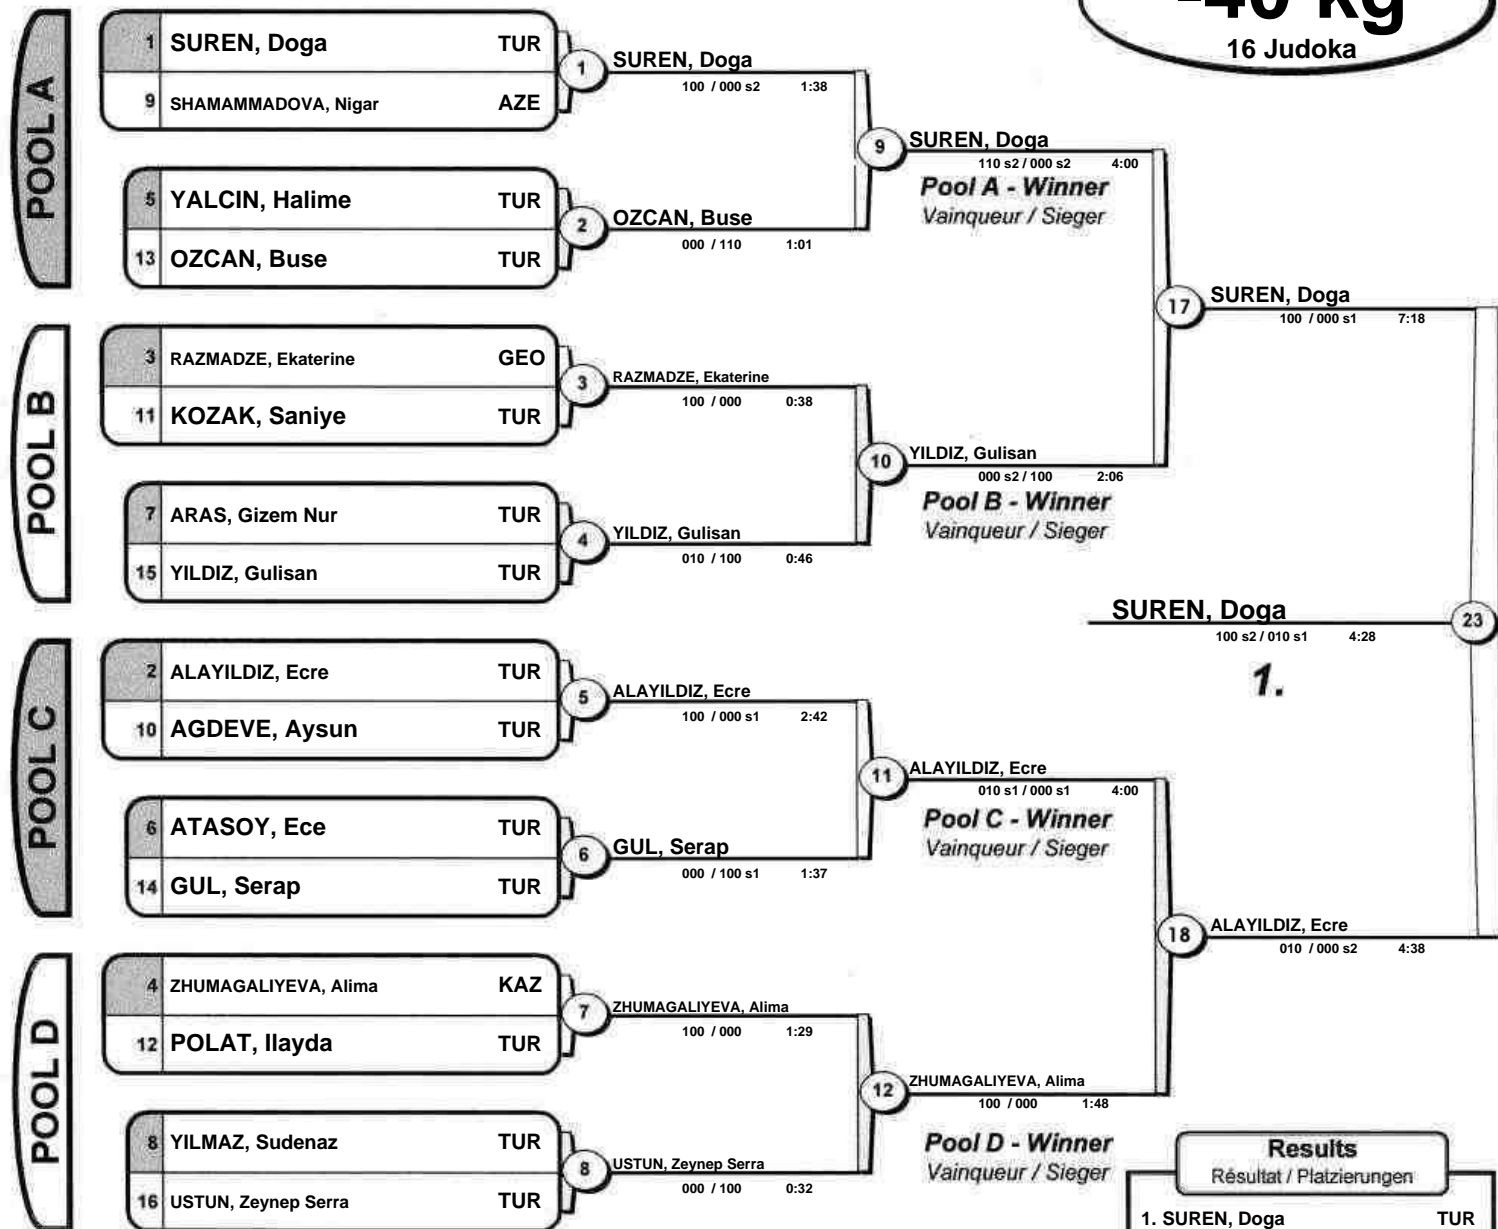 -40 kg
16 Judoka
POOL A
1 SUREN, Doga TUR
9 SHAMAMMADOVA, Nigar AZE
1 SUREN, Doga
100 / 000 s2 1:38
5 YALCIN, Halime TUR
13 OZCAN, Buse TUR
2 OZCAN, Buse
000 / 110 1:01
9 SUREN, Doga
110 s2 / 000 s2 4:00
Pool A - Winner
Vainqueur / Sieger
POOL B
3 RAZMADZE, Ekaterine GEO
11 KOZAK, Saniye TUR
3 RAZMADZE, Ekaterine
100 / 000 0:38
7 ARAS, Gizem Nur TUR
15 YILDIZ, Gulisan TUR
4 YILDIZ, Gulisan
010 / 100 0:46
10 YILDIZ, Gulisan
000 s2 / 100 2:06
Pool B - Winner
Vainqueur / Sieger
17 SUREN, Doga
100 / 000 s1 7:18
SUREN, Doga 23
100 s2 / 010 s1 4:28
1.
POOL C
2 ALAYILDIZ, Ecre TUR
10 AGDEVE, Aysun TUR
5 ALAYILDIZ, Ecre
100 / 000 s1 2:42
6 ATASOY, Ece TUR
14 GUL, Serap TUR
6 GUL, Serap
000 / 100 s1 1:37
11 ALAYILDIZ, Ecre
010 s1 / 000 s1 4:00
Pool C - Winner
Vainqueur / Sieger
18 ALAYILDIZ, Ecre
010 / 000 s2 4:38
POOL D
4 ZHUMAGALIYEVA, Alima KAZ
12 POLAT, Ilayda TUR
7 ZHUMAGALIYEVA, Alima
100 / 000 1:29
8 YILMAZ, Sudenaz TUR
16 USTUN, Zeynep Serra TUR
8 USTUN, Zeynep Serra
000 / 100 0:32
12 ZHUMAGALIYEVA, Alima
100 / 000 1:48
Pool D - Winner
Vainqueur / Sieger
Results
Résultat / Platzierungen
1. SUREN, Doga TUR